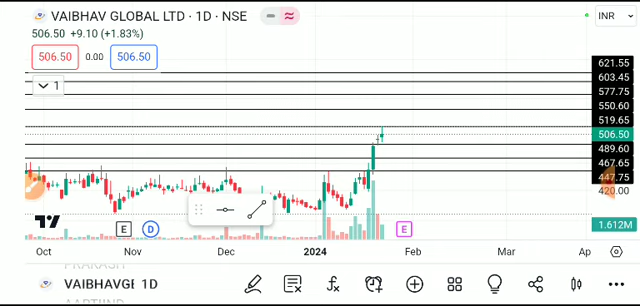 VAIBHAV GLOBAL LTD · 1D · NSE
INR
506.50 +9.10 (+1.83%)
506.50 0.00 506.50
1
621.55
603.45
577.75
550.60
519.65
506.50
489.60
467.65
447.75
420.00
E D E
1.612M
Oct Nov Dec 2024 Feb Mar Ap
VAIBHAVGL 1D